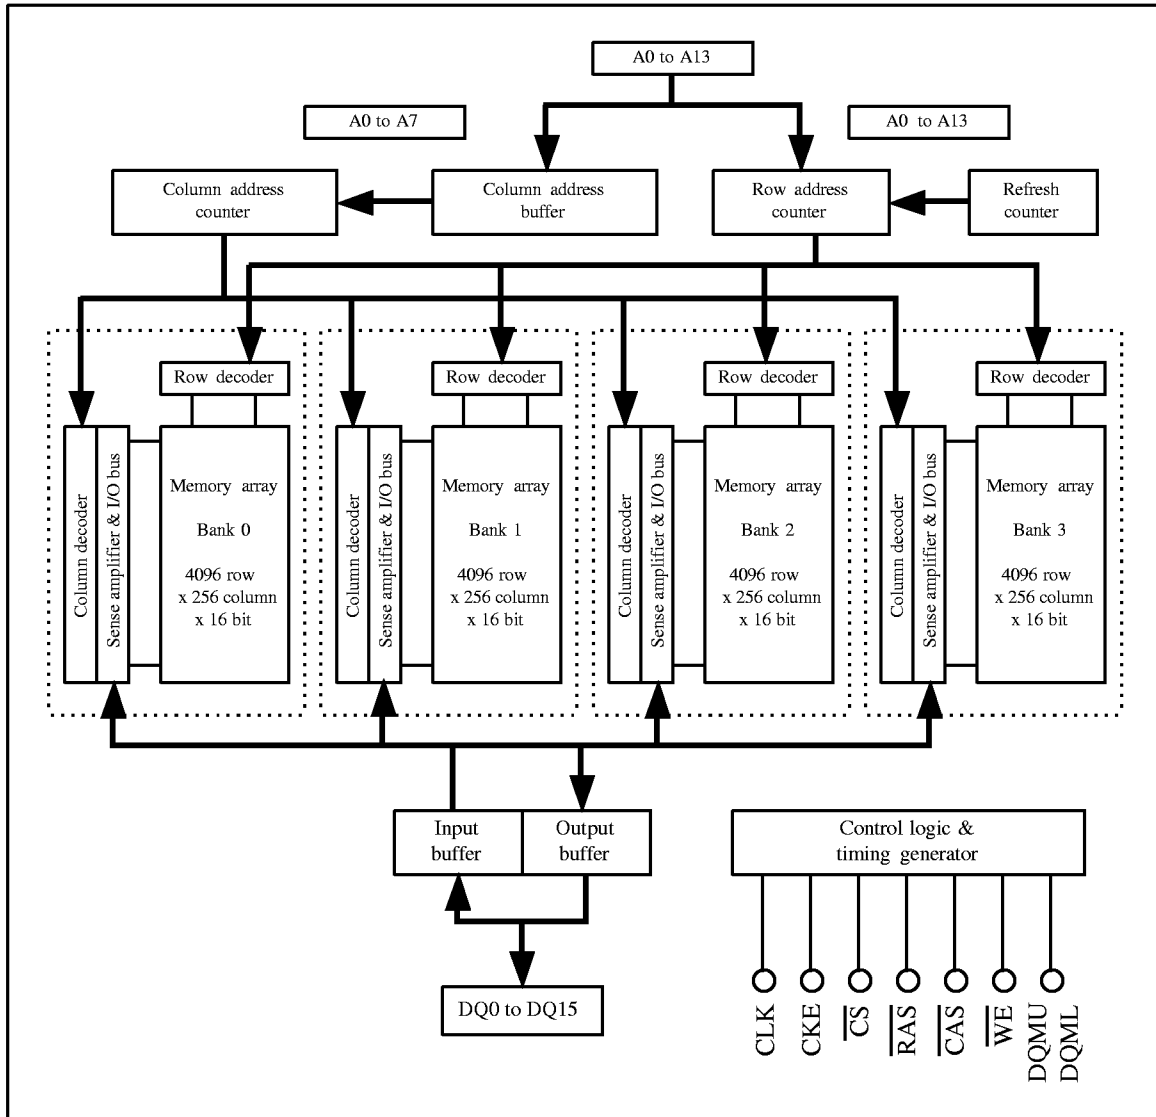 A0 to A13
A0 to A7
A0 to A13
Column address
counter
Column address
buffer
Row address
counter
Refresh
counter
Row decoder
Row decoder
Row decoder
Row decoder
Column decoder
Sense amplifier & I/O bus
Memory array
Bank 0
4096 row
x 256 column
x 16 bit
Column decoder
Sense amplifier & I/O bus
Memory array
Bank 1
4096 row
x 256 column
x 16 bit
Column decoder
Sense amplifier & I/O bus
Memory array
Bank 2
4096 row
x 256 column
x 16 bit
Column decoder
Sense amplifier & I/O bus
Memory array
Bank 3
4096 row
x 256 column
x 16 bit
Input
buffer
Output
buffer
Control logic &
timing generator
DQ0 to DQ15
CLK
CKE
C̅S̅
R̅A̅S̅
C̅A̅S̅
W̅E̅
DQMU
DQML